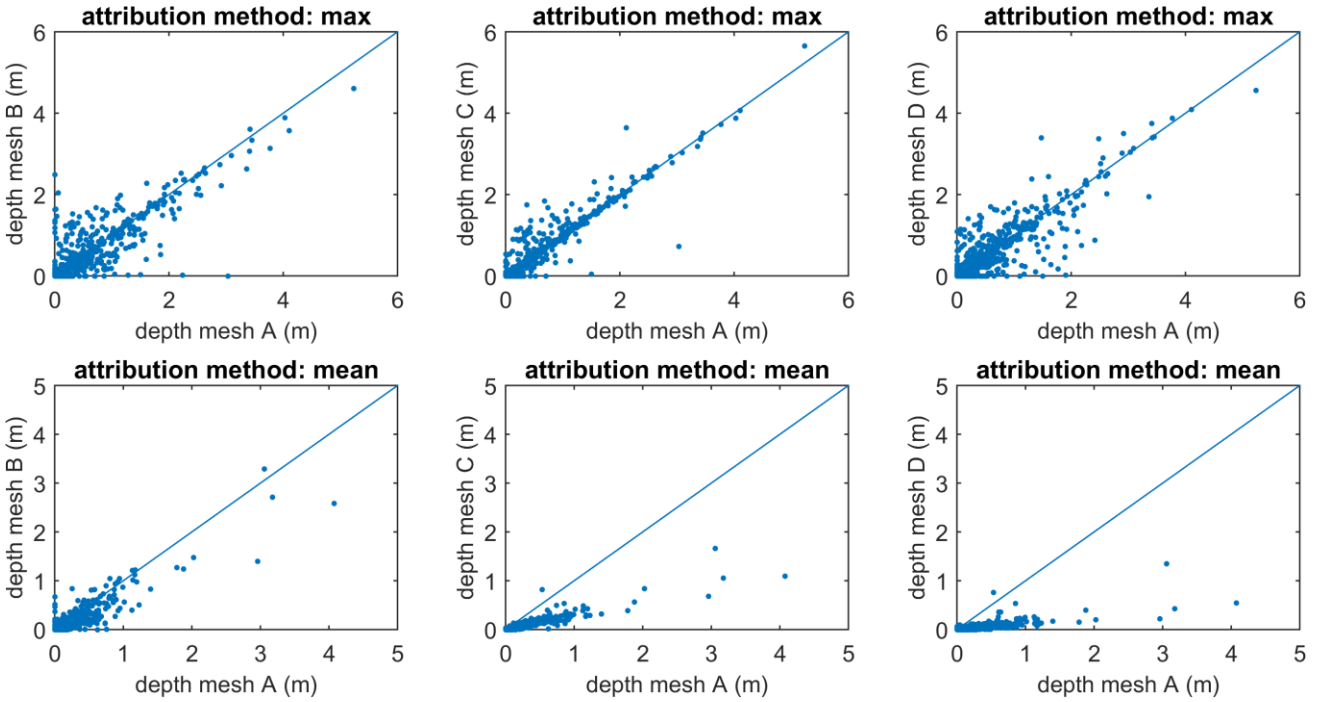 attribution method: max
depth mesh B (m)
6
4
2
0
0 2 4 6
depth mesh A (m)
attribution method: max
depth mesh C (m)
6
4
2
0
0 2 4 6
depth mesh A (m)
attribution method: max
depth mesh D (m)
6
4
2
0
0 2 4 6
depth mesh A (m)
attribution method: mean
depth mesh B (m)
5
4
3
2
1
0
0 1 2 3 4 5
depth mesh A (m)
attribution method: mean
depth mesh C (m)
5
4
3
2
1
0
0 1 2 3 4 5
depth mesh A (m)
attribution method: mean
depth mesh D (m)
5
4
3
2
1
0
0 1 2 3 4 5
depth mesh A (m)